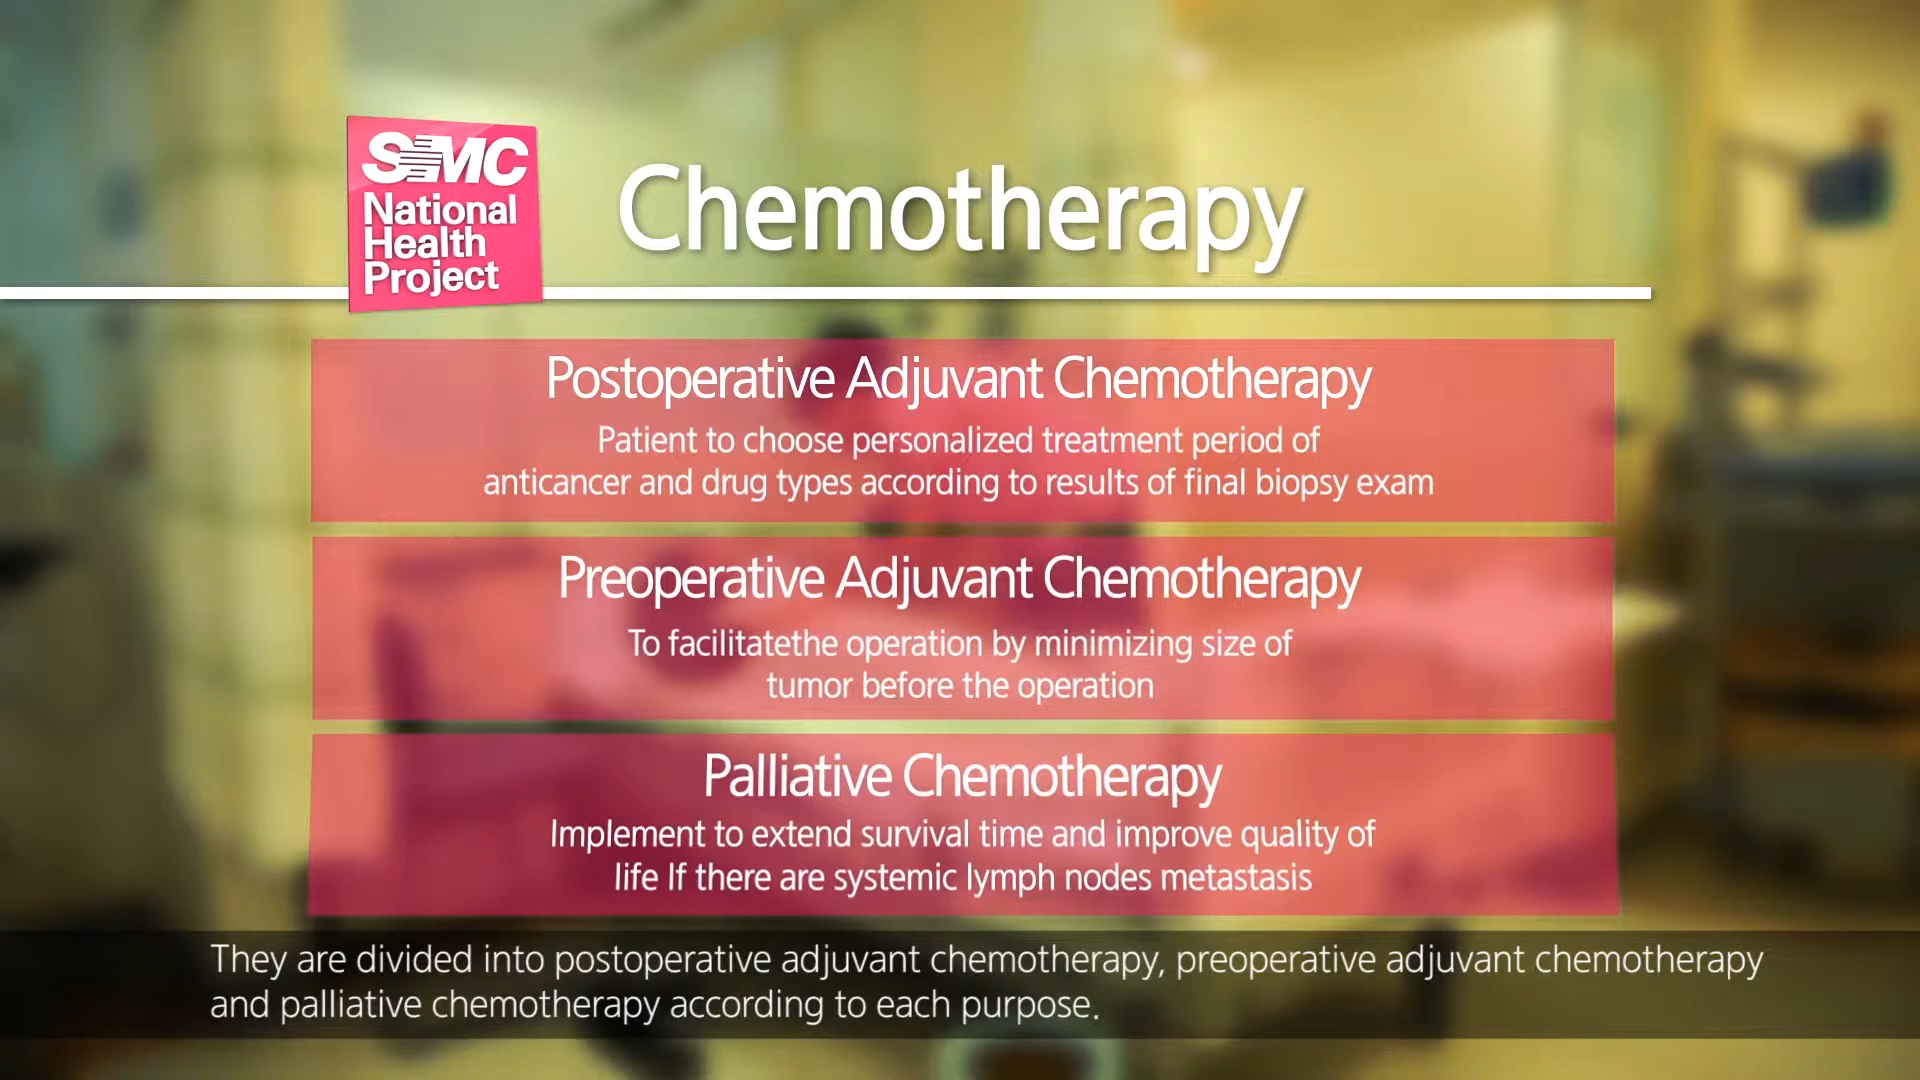 SMC
National
Health
Project
Chemotherapy
Postoperative Adjuvant Chemotherapy
Patient to choose personalized treatment period of
anticancer and drug types according to results of final biopsy exam
Preoperative Adjuvant Chemotherapy
To facilitatethe operation by minimizing size of
tumor before the operation
Palliative Chemotherapy
Implement to extend survival time and improve quality of
life If there are systemic lymph nodes metastasis
They are divided into postoperative adjuvant chemotherapy, preoperative adjuvant chemotherapy
and palliative chemotherapy according to each purpose.